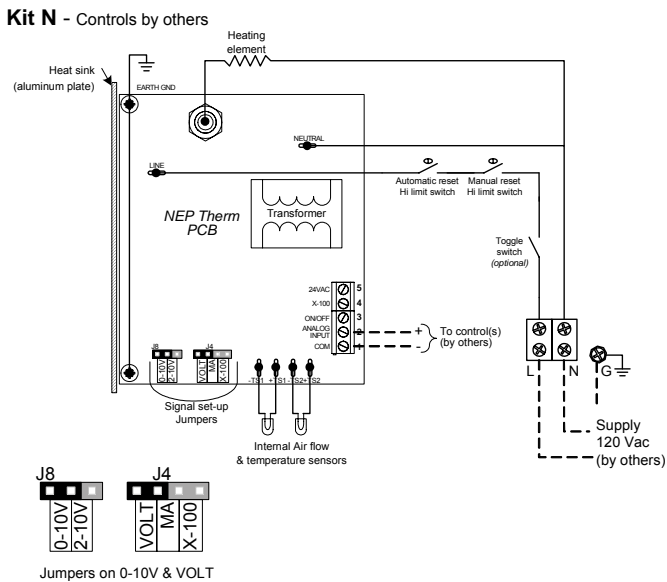 Kit N - Controls by others
Heating
element
Heat sink
(aluminum plate)
EARTH GND
NEUTRAL
LINE
Automatic reset
Hi limit switch
Manual reset
Hi limit switch
NEP Therm
PCB
Transformer
Toggle
switch
(optional)
24VAC 5
X-100 4
ON/OFF 3
ANALOG
INPUT 2
COM 1
+
-
To control(s)
(by others)
J8
0-10V
2-10V
J4
VOLT
MA
X-100
-TS1 +TS1 -TS2 +TS2
Signal set-up
Jumpers
Internal Air flow
& temperature sensors
L N G
Supply
120 Vac
(by others)
J8
0-10V
2-10V
J4
VOLT
MA
X-100
Jumpers on 0-10V & VOLT